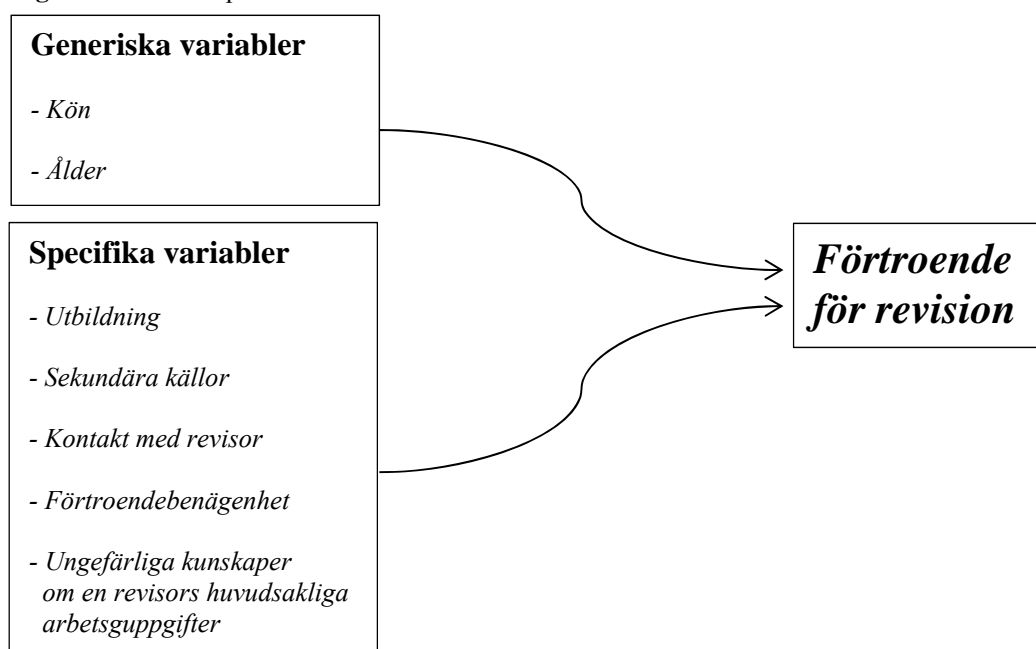 Generiska variabler
- Kön
- Ålder
Specifika variabler
- Utbildning
- Sekundära källor
- Kontakt med revisor
- Förtroendebenägenhet
- Ungefärliga kunskaper
om en revisors huvudsakliga
arbetsguppgifter
Förtroende
för revision